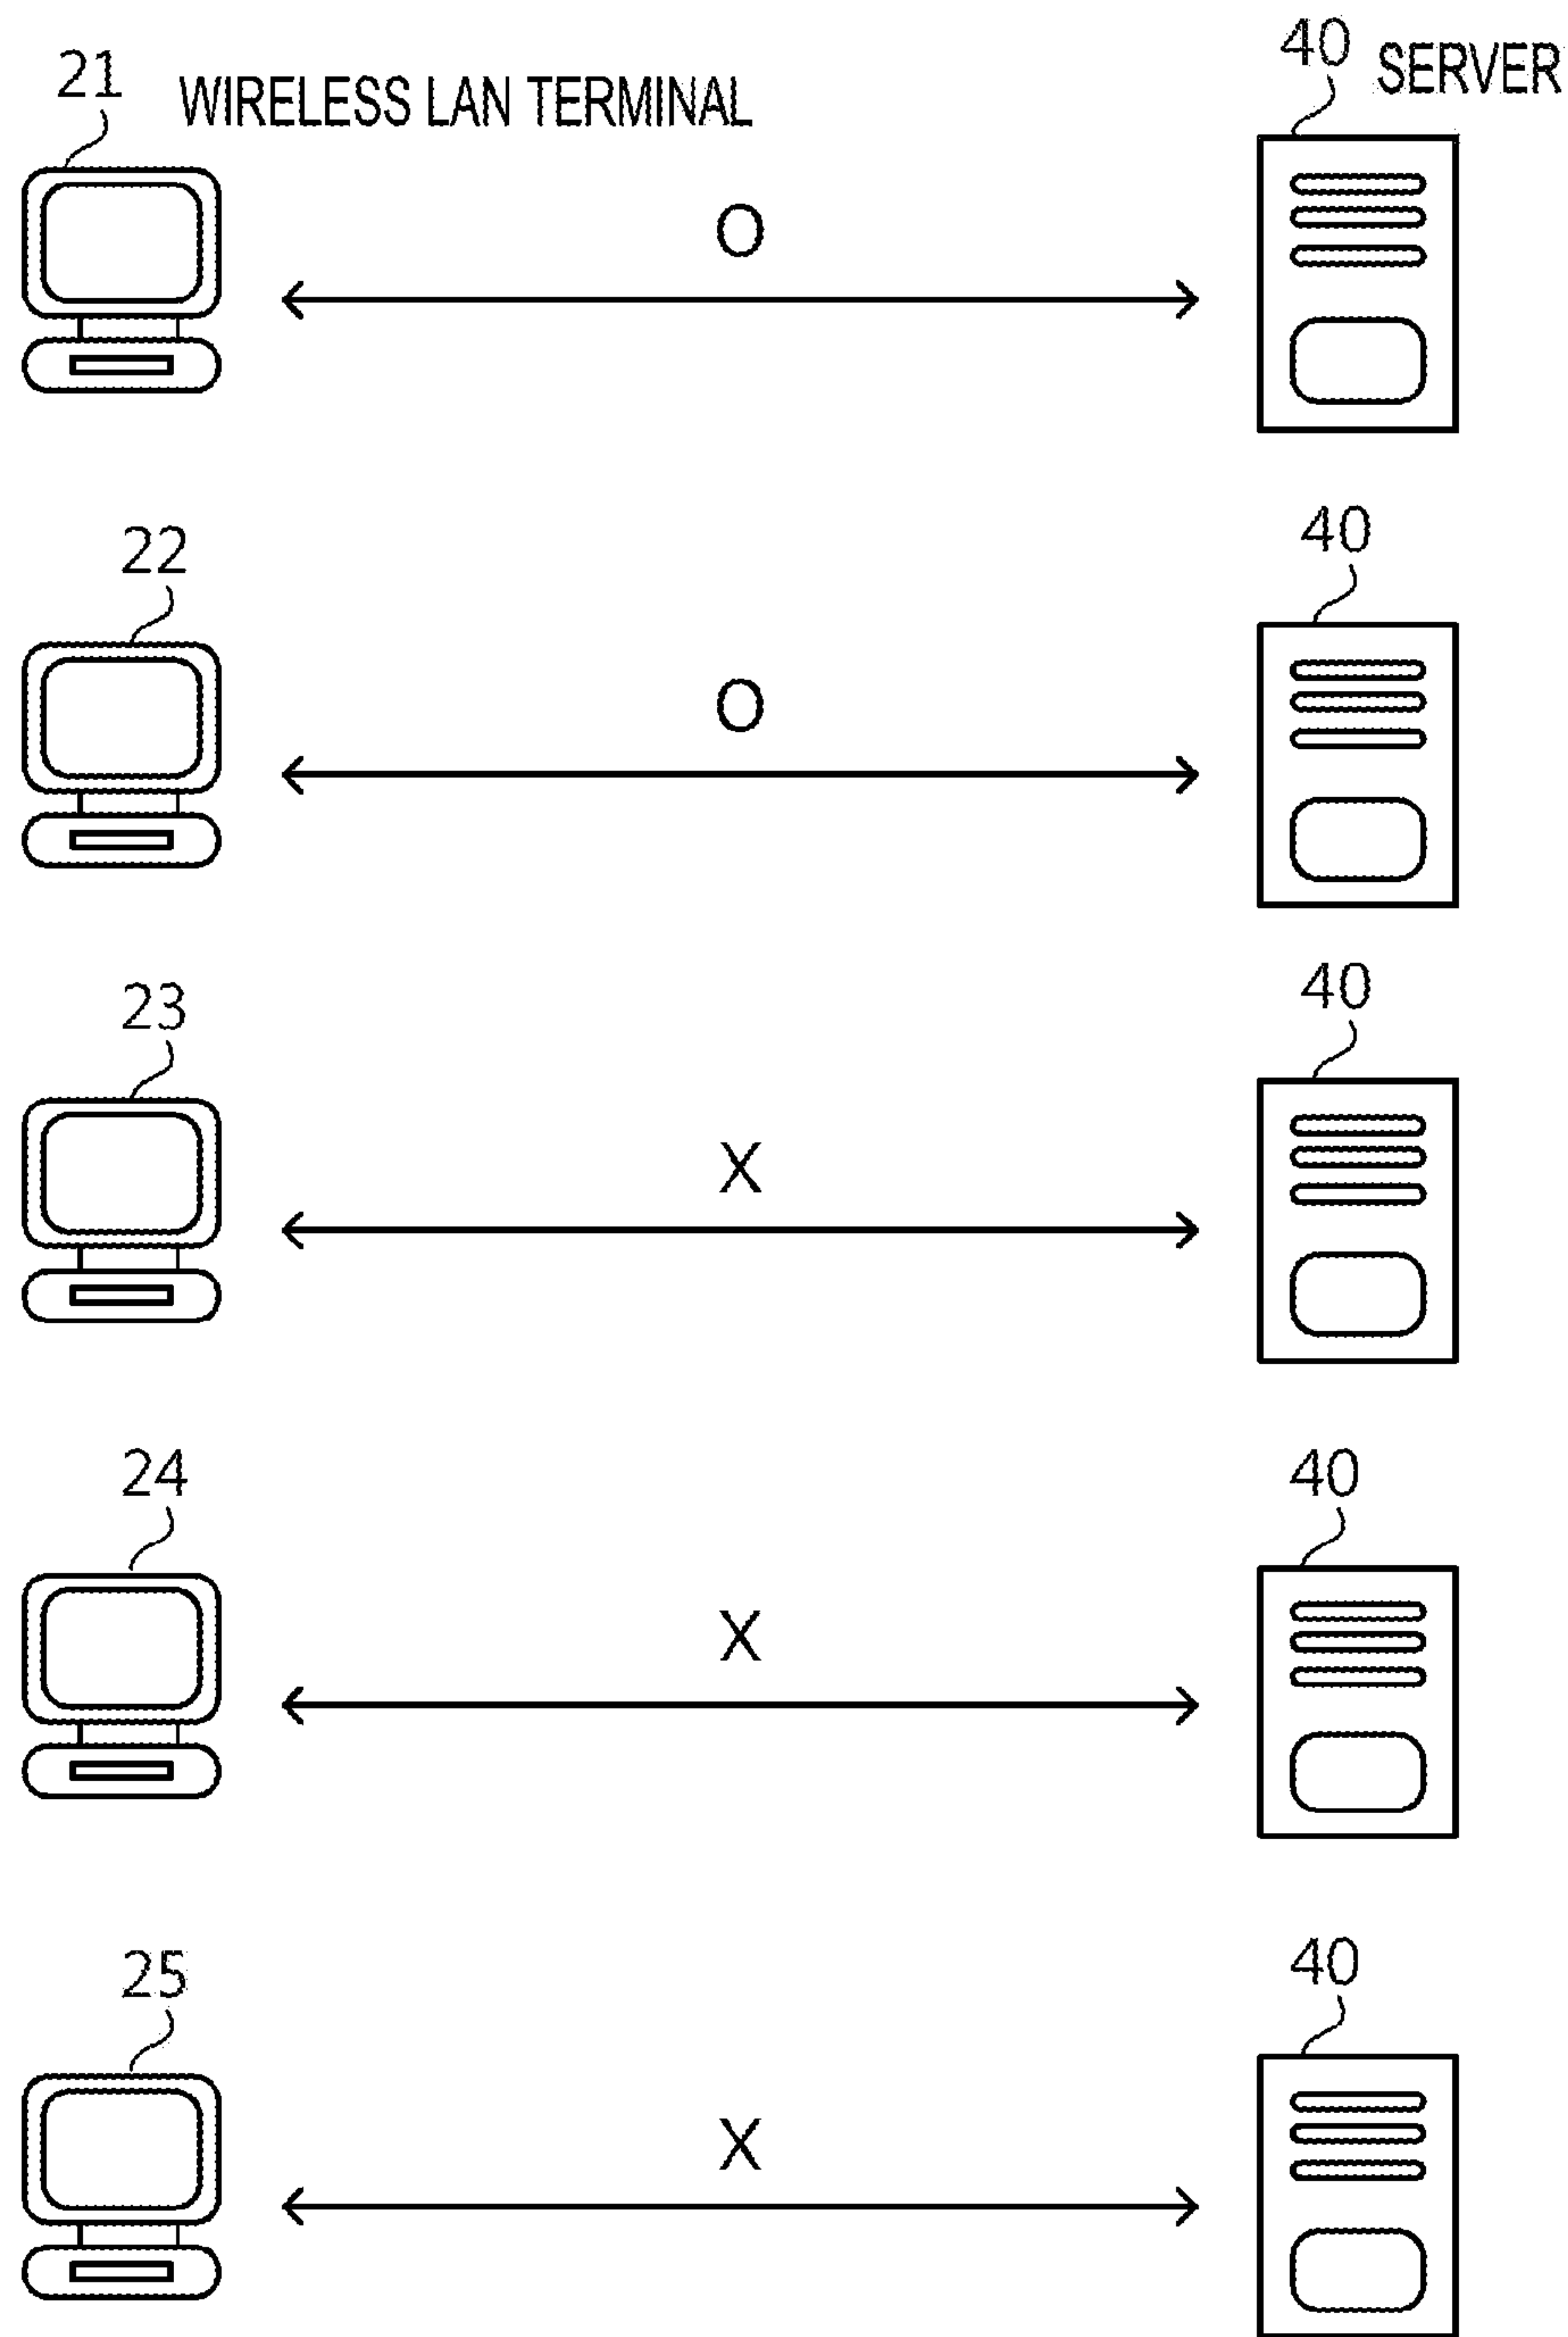 21 WIRELESS LAN TERMINAL 40 SERVER
O
22 40
O
23 40
X
24 40
X
25 40
X